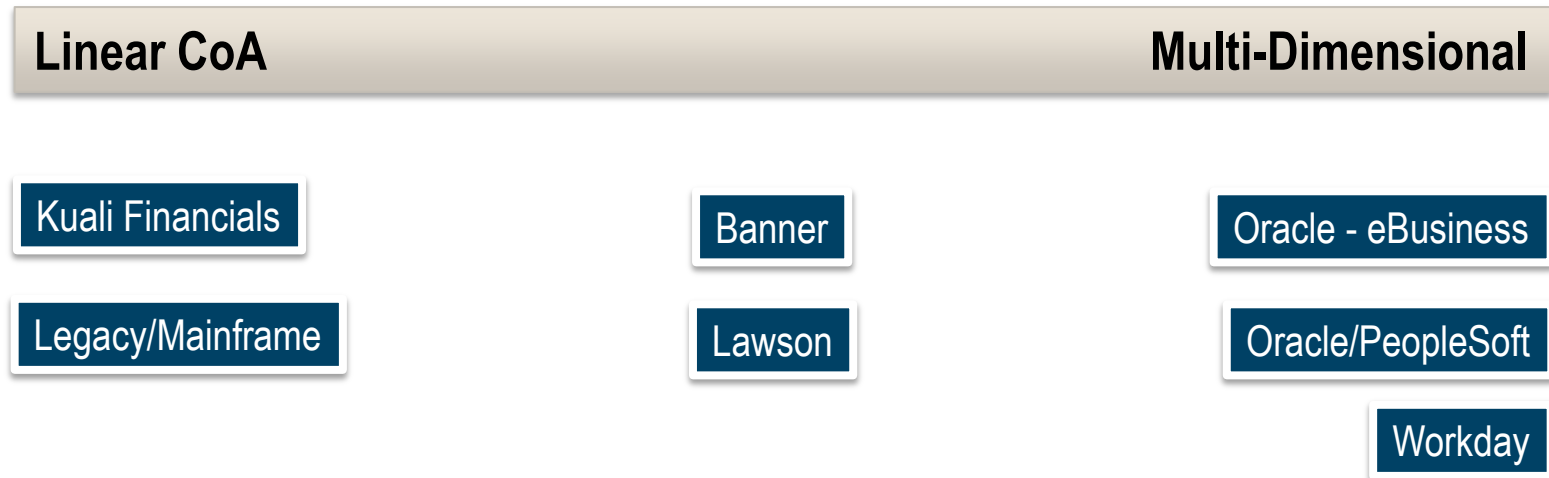 Linear CoA
Multi-Dimensional
Kuali Financials
Banner
Oracle - eBusiness
Legacy/Mainframe
Lawson
Oracle/PeopleSoft
Workday